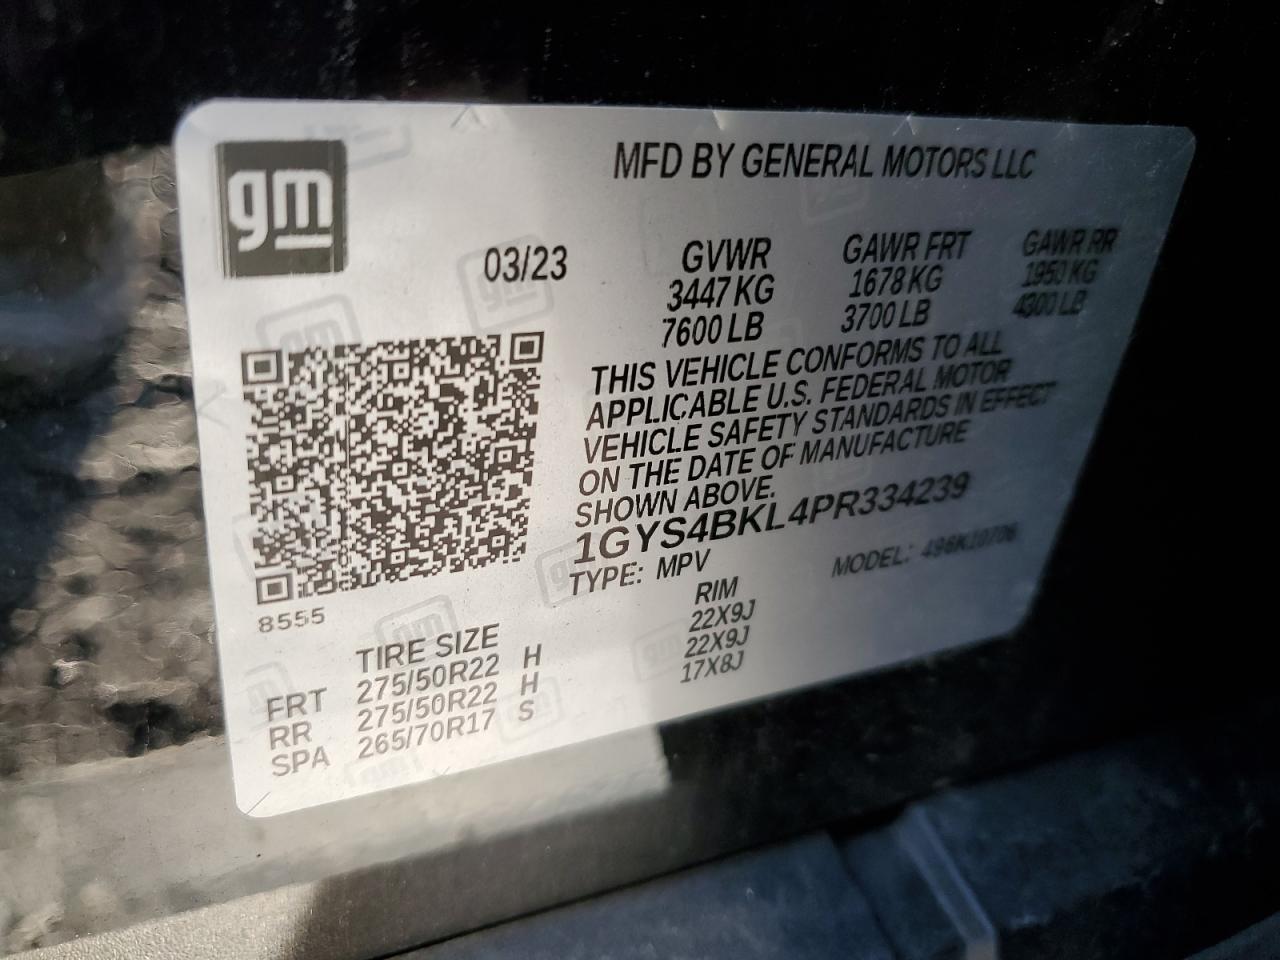 gm
MFD BY GENERAL MOTORS LLC
03/23
GVWR GAWR FRT GAWR RR
3447 KG 1678 KG 1950 KG
7600 LB 3700 LB 4300 LB
THIS VEHICLE CONFORMS TO ALL
APPLICABLE U.S. FEDERAL MOTOR
VEHICLE SAFETY STANDARDS IN EFFECT
ON THE DATE OF MANUFACTURE
SHOWN ABOVE.
1GYS4BKL4PR334239
TYPE: MPV MODEL:
8555
TIRE SIZE RIM
FRT 275/50R22 H 22X9J
RR 275/50R22 H 22X9J
SPA 265/70R17 S 17X8J